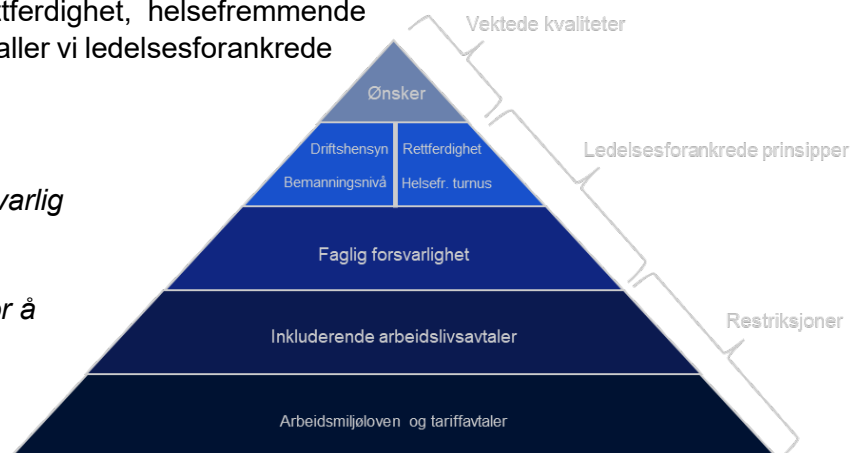 ttferdighet, helsefremmende
aller vi ledelsesforankrede
varlig
or å
Vektede kvaliteter
Ønsker
Driftshensyn
Rettferdighet
Bemanningsnivå
Helsefr. turnus
Ledelsesforankrede prinsipper
Faglig forsvarlighet
Inkluderende arbeidslivsavtaler
Restriksjoner
Arbeidsmiljøloven og tariffavtaler